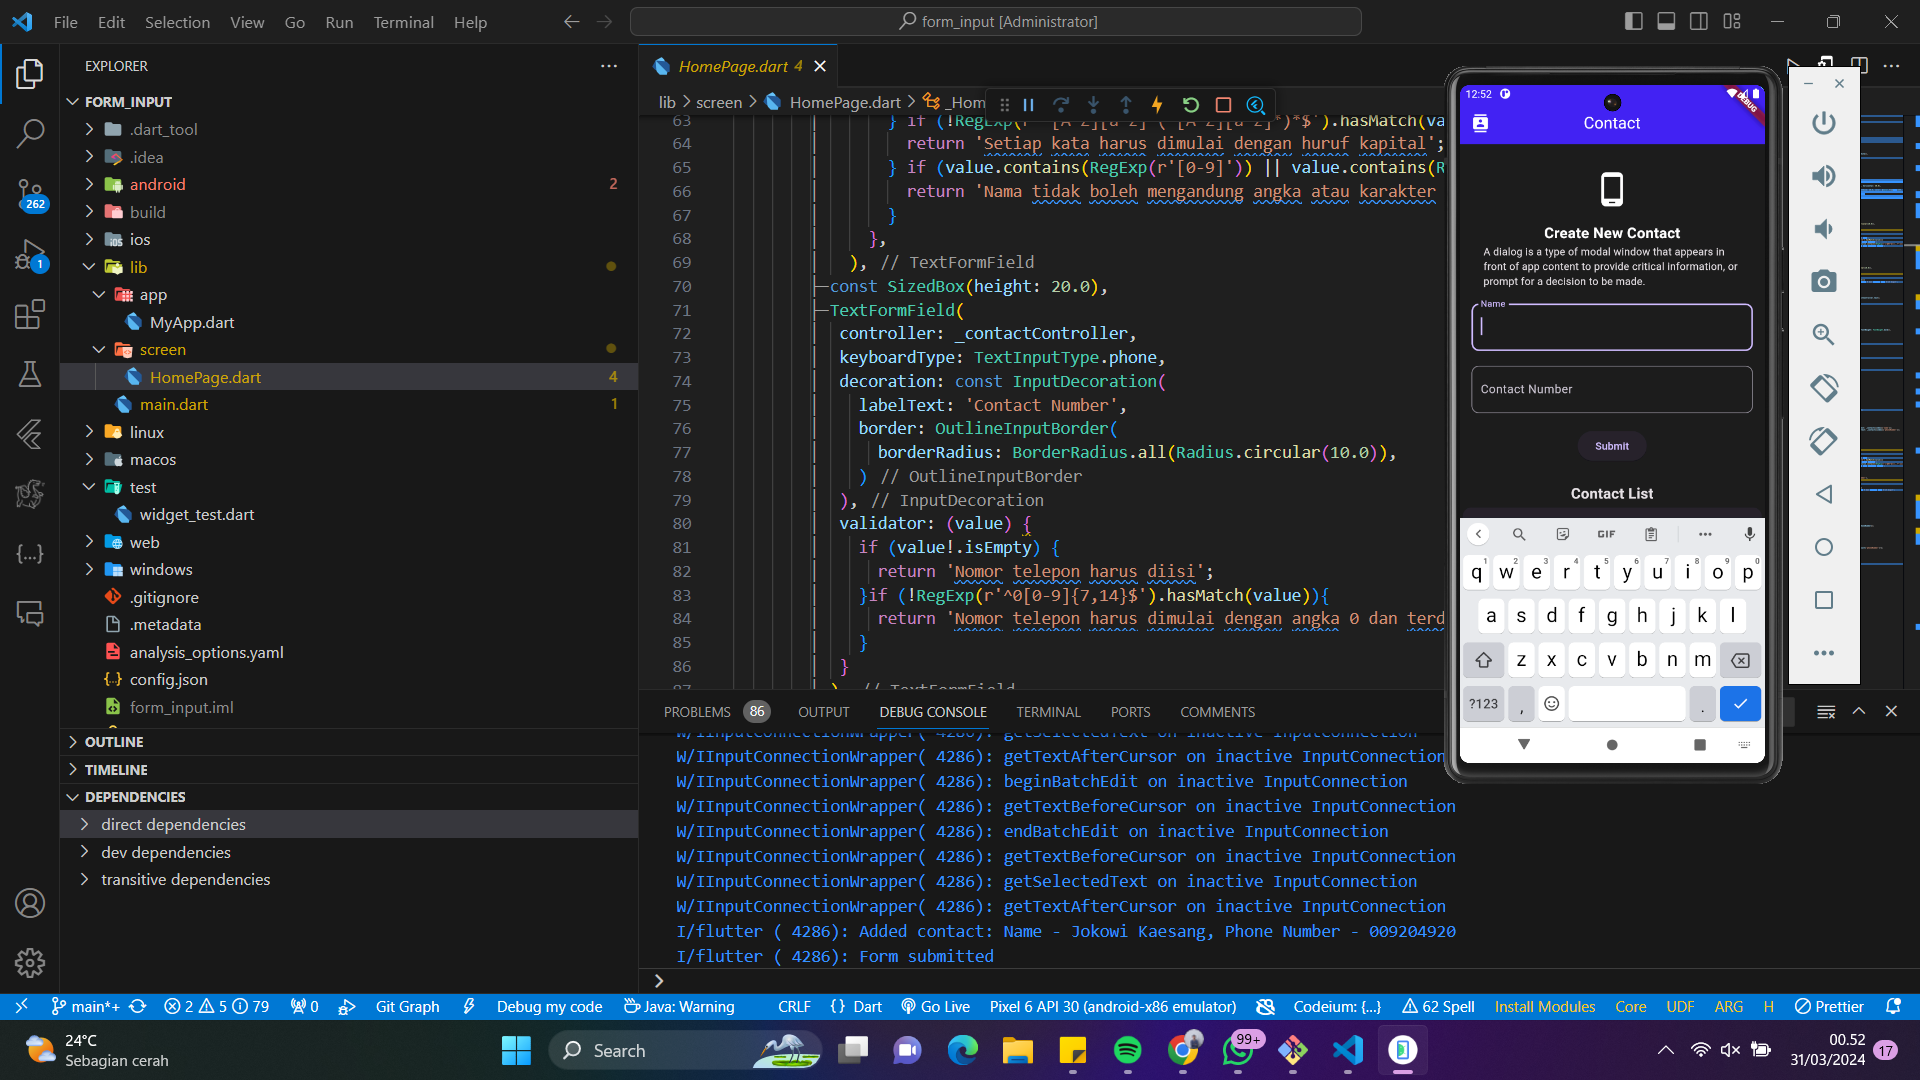 File Edit Selection View Go Run Terminal Help
form_input [Administrator]
EXPLORER
FORM_INPUT
.dart_tool
.idea
android 2
build
ios
lib
app
MyApp.dart
screen
HomePage.dart 4
main.dart 1
linux
macos
test
widget_test.dart
web
windows
.gitignore
.metadata
analysis_options.yaml
config.json
form_input.iml
OUTLINE
TIMELINE
DEPENDENCIES
direct dependencies
dev dependencies
transitive dependencies
262
1
HomePage.dart 4
lib > screen > HomePage.dart > _Hom
63
64 return 'Setiap kata harus dimulai dengan huruf kapital';
65 } if (value.contains(RegExp(r'[0-9]')) || value.contains(R
66 return 'Nama tidak boleh mengandung angka atau karakter
67 }
68 },
69 ), // TextFormField
70 const SizedBox(height: 20.0),
71 TextFormField(
72 controller: _contactController,
73 keyboardType: TextInputType.phone,
74 decoration: const InputDecoration(
75 labelText: 'Contact Number',
76 border: OutlineInputBorder(
77 borderRadius: BorderRadius.all(Radius.circular(10.0)),
78 ) // OutlineInputBorder
79 ), // InputDecoration
80 validator: (value) {
81 if (value!.isEmpty) {
82 return 'Nomor telepon harus diisi';
83 }if (!RegExp(r'^0[0-9]{7,14}$').hasMatch(value)){
84 return 'Nomor telepon harus dimulai dengan angka 0 dan terd
85 }
86 }
87 ) // TextFormField
PROBLEMS 86 OUTPUT DEBUG CONSOLE TERMINAL PORTS COMMENTS
W/IInputConnectionWrapper( 4286): getSelectedText on inactive InputConnection
W/IInputConnectionWrapper( 4286): getTextAfterCursor on inactive InputConnection
W/IInputConnectionWrapper( 4286): beginBatchEdit on inactive InputConnection
W/IInputConnectionWrapper( 4286): getTextBeforeCursor on inactive InputConnection
W/IInputConnectionWrapper( 4286): endBatchEdit on inactive InputConnection
W/IInputConnectionWrapper( 4286): getTextBeforeCursor on inactive InputConnection
W/IInputConnectionWrapper( 4286): getSelectedText on inactive InputConnection
W/IInputConnectionWrapper( 4286): getTextAfterCursor on inactive InputConnection
I/flutter ( 4286): Added contact: Name - Jokowi Kaesang, Phone Number - 009204920
I/flutter ( 4286): Form submitted
12:52
DEBUG
Contact
Create New Contact
A dialog is a type of modal window that appears in
front of app content to provide critical information, or
prompt for a decision to be made.
Name
Contact Number
Submit
Contact List
GIF
q1 w2 e3 r4 t5 y6 u7 i8 o9 p0
a s d f g h j k l
z x c v b n m
?123 , .
main*+ 2 5 79 0 Git Graph Debug my code Java: Warning CRLF {} Dart Go Live Pixel 6 API 30 (android-x86 emulator) Codeium: {...} 62 Spell Install Modules Core UDF ARG H Prettier
24°C
Sebagian cerah
Search
99+
00.52
31/03/2024
17